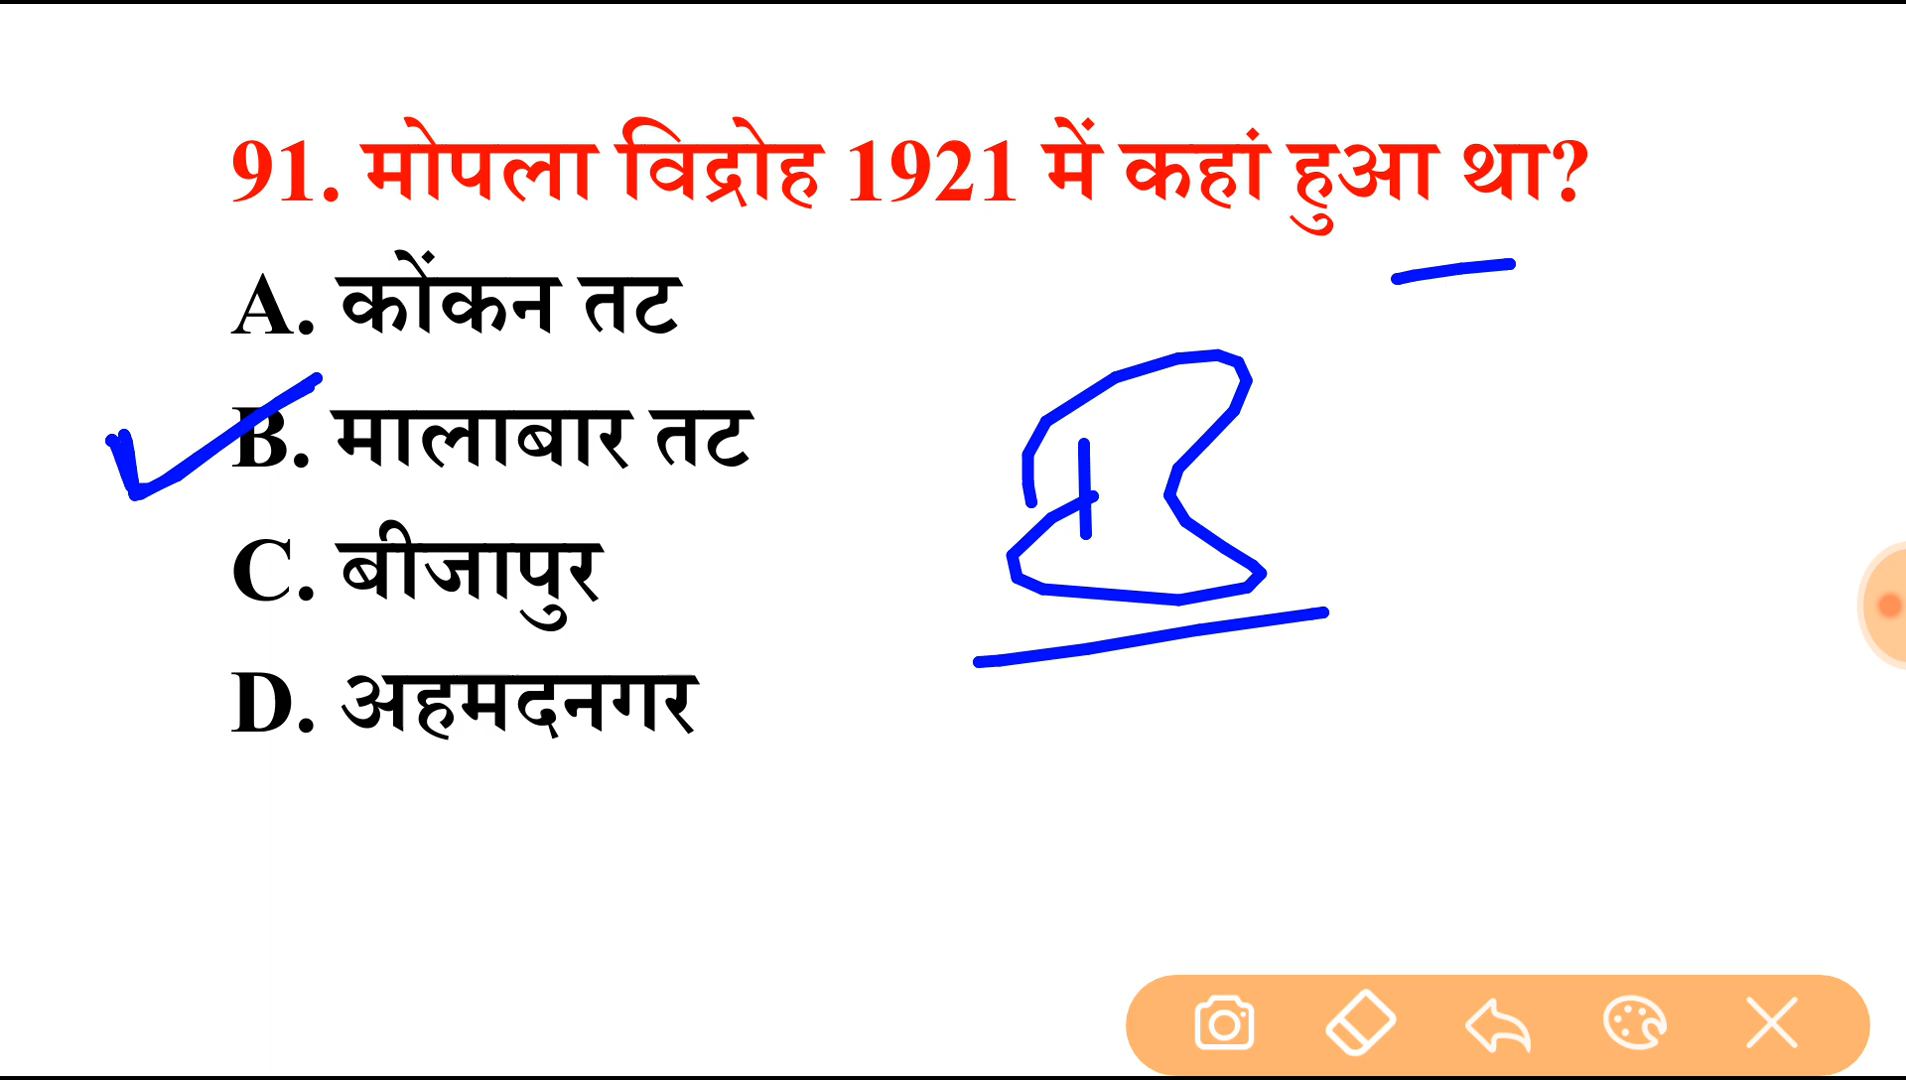 91. मोपला विद्रोह 1921 में कहां हुआ था?
A. कोंकन तट
B. मालाबार तट
C. बीजापुर
D. अहमदनगर